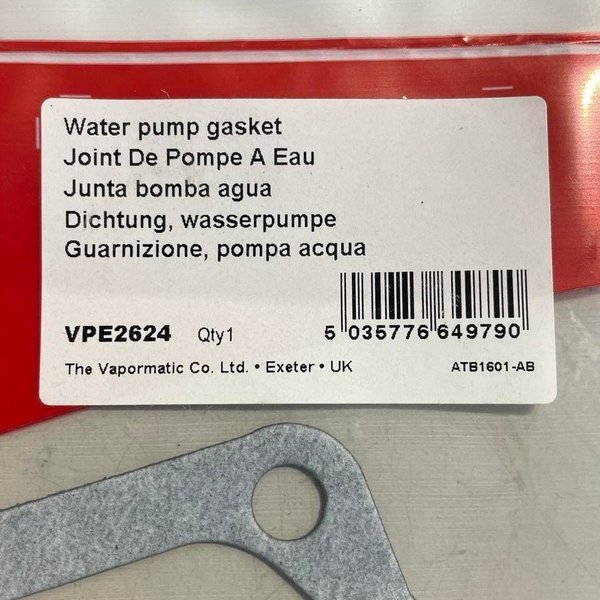 Water pump gasket
Joint De Pompe A Eau
Junta bomba agua
Dichtung, wasserpumpe
Guarnizione, pompa acqua
VPE2624 Qty1
5 035776 649790
The Vapormatic Co. Ltd. • Exeter • UK
ATB1601-AB